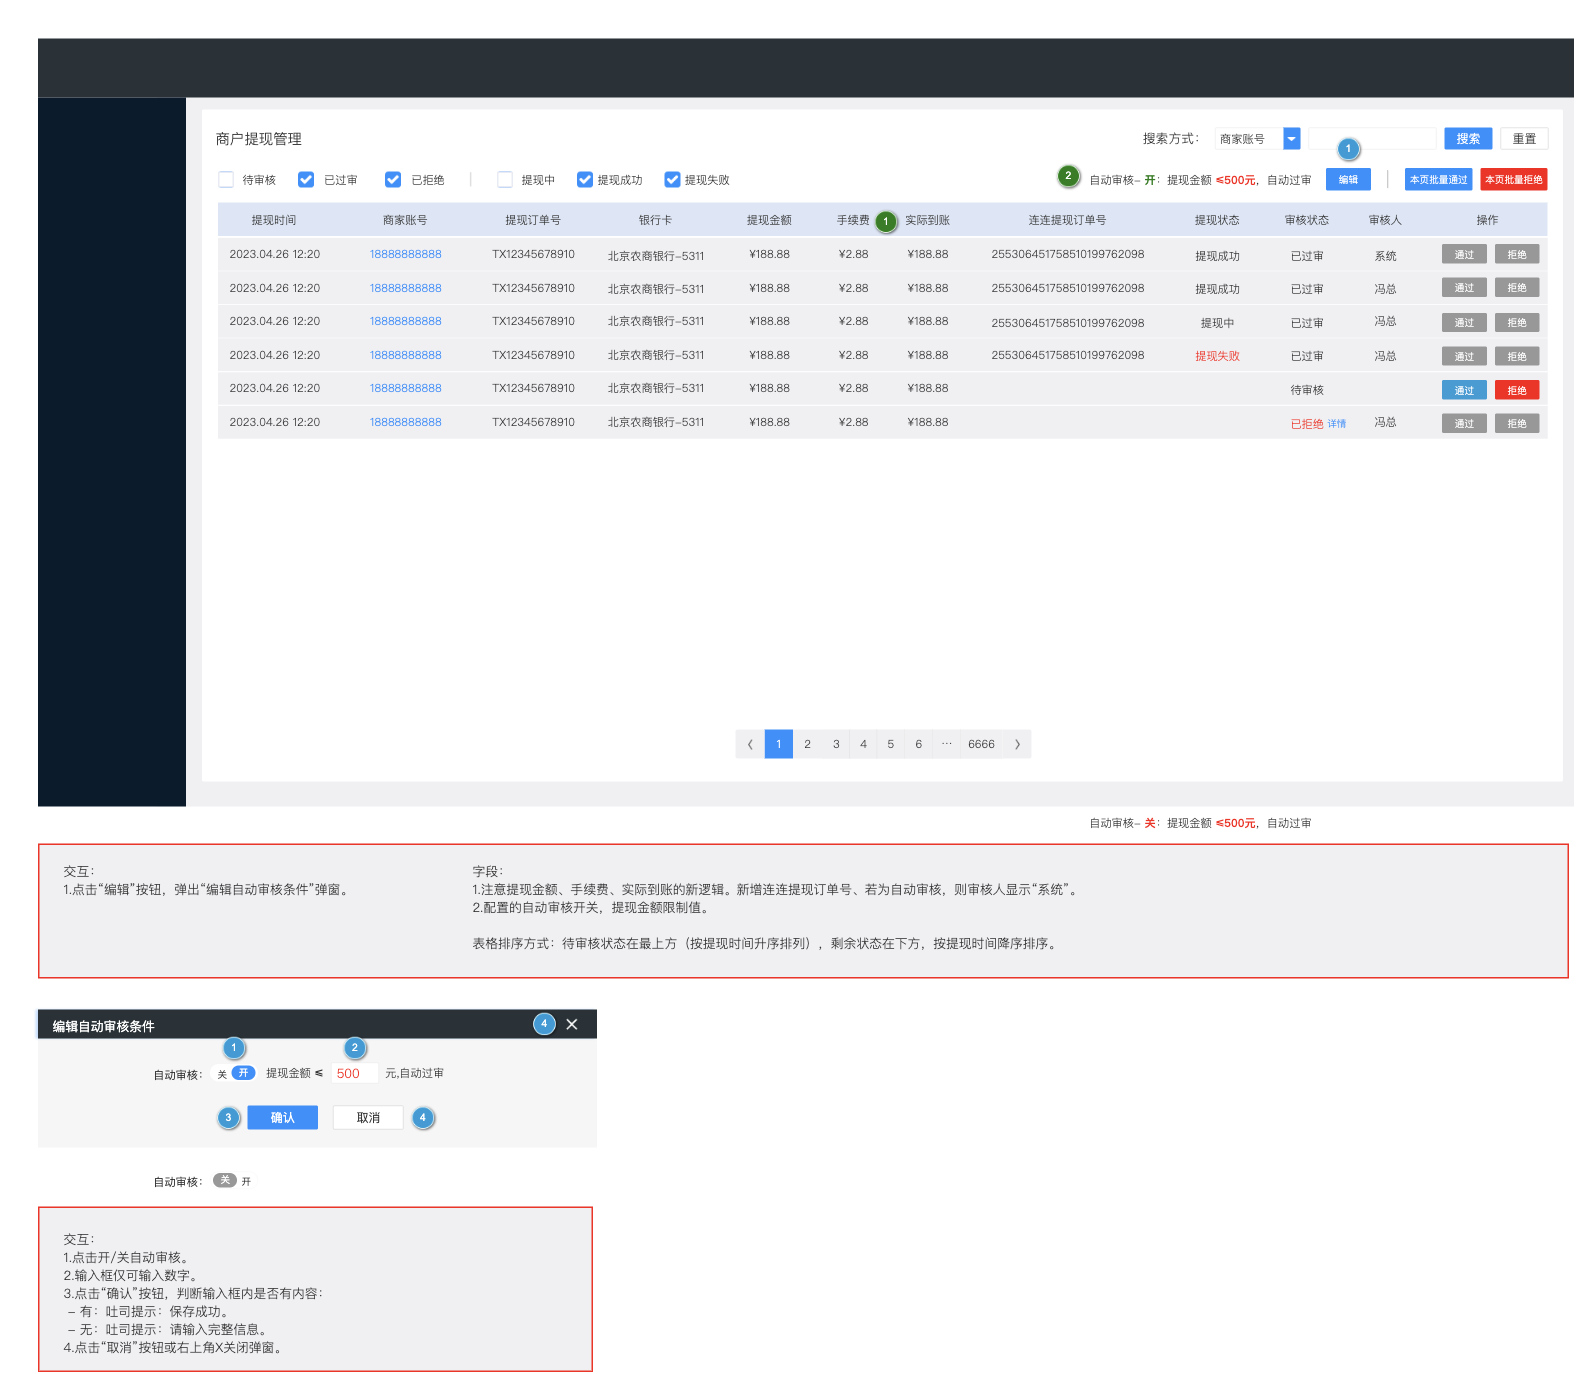 商户提现管理 搜索方式： 商家账号 搜索 重置
1
待审核 已过审 已拒绝 提现中 提现成功 提现失败 2 自动审核– 开：提现金额 ≤500元，自动过审 编辑 本页批量通过 本页批量拒绝
提现时间 商家账号 提现订单号 银行卡 提现金额 手续费 1 实际到账 连连提现订单号 提现状态 审核状态 审核人 操作
2023.04.26 12:20 18888888888 TX12345678910 北京农商银行–5311 ¥188.88 ¥2.88 ¥188.88 255306451758510199762098 提现成功 已过审 系统 通过 拒绝
2023.04.26 12:20 18888888888 TX12345678910 北京农商银行–5311 ¥188.88 ¥2.88 ¥188.88 255306451758510199762098 提现成功 已过审 冯总 通过 拒绝
2023.04.26 12:20 18888888888 TX12345678910 北京农商银行–5311 ¥188.88 ¥2.88 ¥188.88 255306451758510199762098 提现中 已过审 冯总 通过 拒绝
2023.04.26 12:20 18888888888 TX12345678910 北京农商银行–5311 ¥188.88 ¥2.88 ¥188.88 255306451758510199762098 提现失败 已过审 冯总 通过 拒绝
2023.04.26 12:20 18888888888 TX12345678910 北京农商银行–5311 ¥188.88 ¥2.88 ¥188.88 待审核 通过 拒绝
2023.04.26 12:20 18888888888 TX12345678910 北京农商银行–5311 ¥188.88 ¥2.88 ¥188.88 已拒绝 详情 冯总 通过 拒绝
1 2 3 4 5 6 ··· 6666
自动审核– 关：提现金额 ≤500元，自动过审
交互：
1.点击“编辑”按钮，弹出“编辑自动审核条件”弹窗。
字段：
1.注意提现金额、手续费、实际到账的新逻辑。新增连连提现订单号、若为自动审核，则审核人显示“系统”。
2.配置的自动审核开关，提现金额限制值。
表格排序方式：待审核状态在最上方（按提现时间升序排列），剩余状态在下方，按提现时间降序排序。
编辑自动审核条件 4
1 2
自动审核： 关 开 提现金额 ≤ 500 元,自动过审
3 确认 取消 4
自动审核： 关 开
交互：
1.点击开/关自动审核。
2.输入框仅可输入数字。
3.点击“确认”按钮，判断输入框内是否有内容：
– 有：吐司提示：保存成功。
– 无：吐司提示：请输入完整信息。
4.点击“取消”按钮或右上角X关闭弹窗。